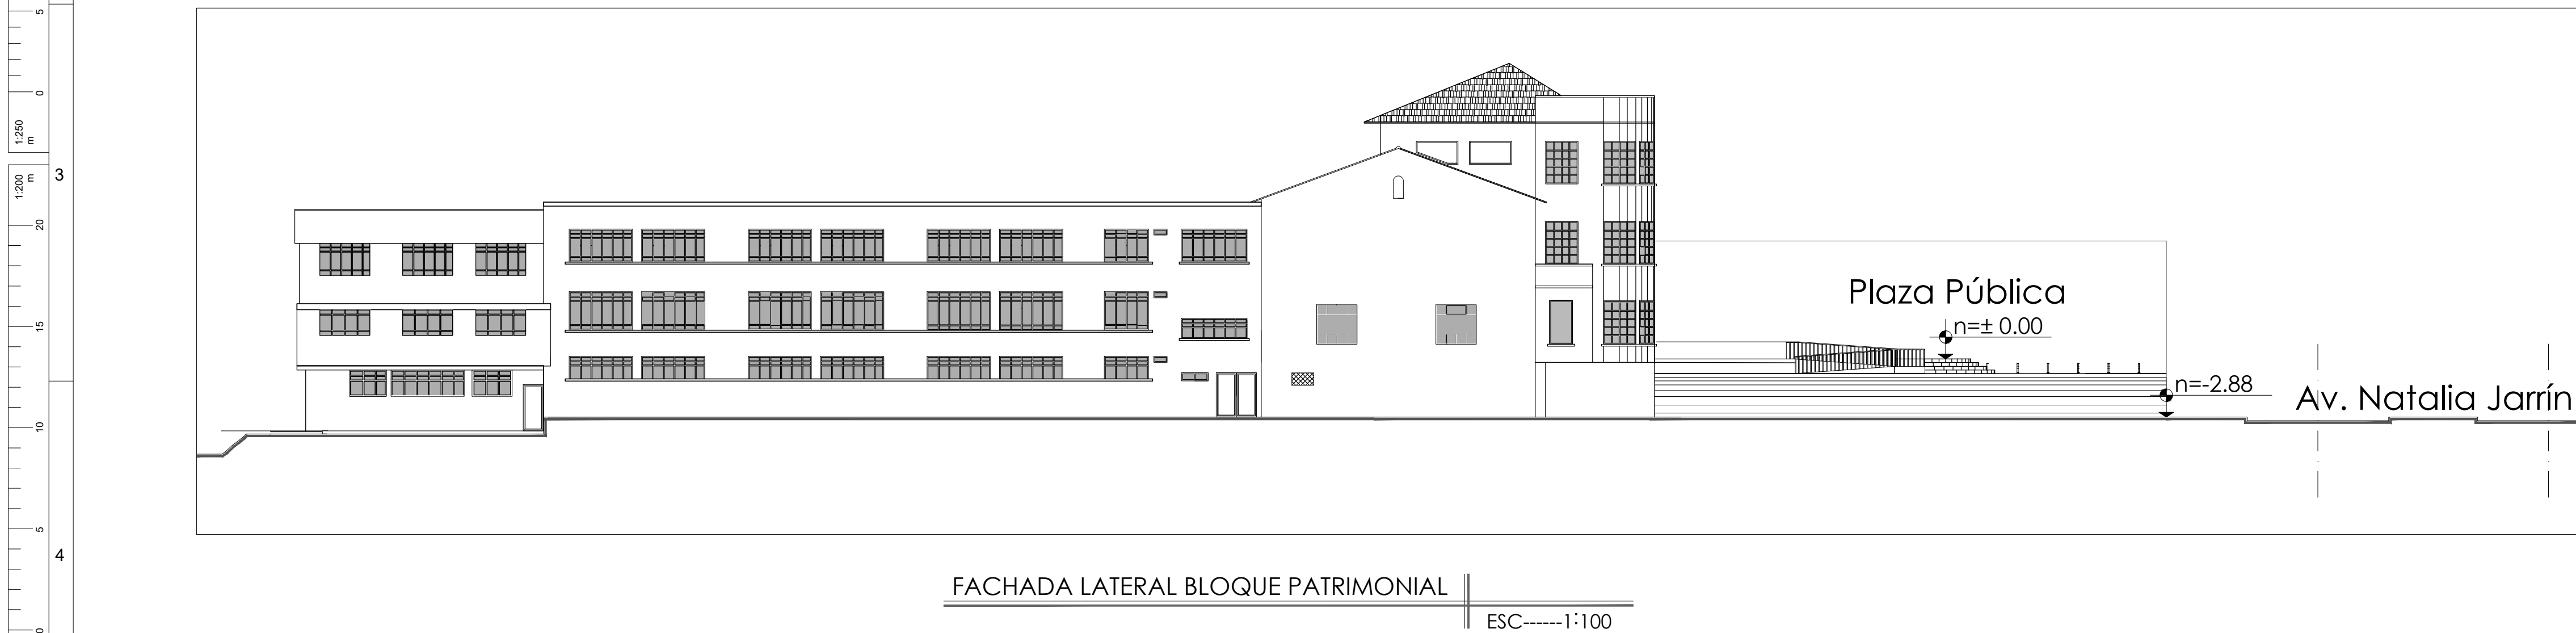 5
0
1:250
m
1:200
m
3
20
15
10
5
4
0
Plaza Pública
n=± 0.00
n=-2.88
Av. Natalia Jarrín
FACHADA LATERAL BLOQUE PATRIMONIAL
ESC------1:100